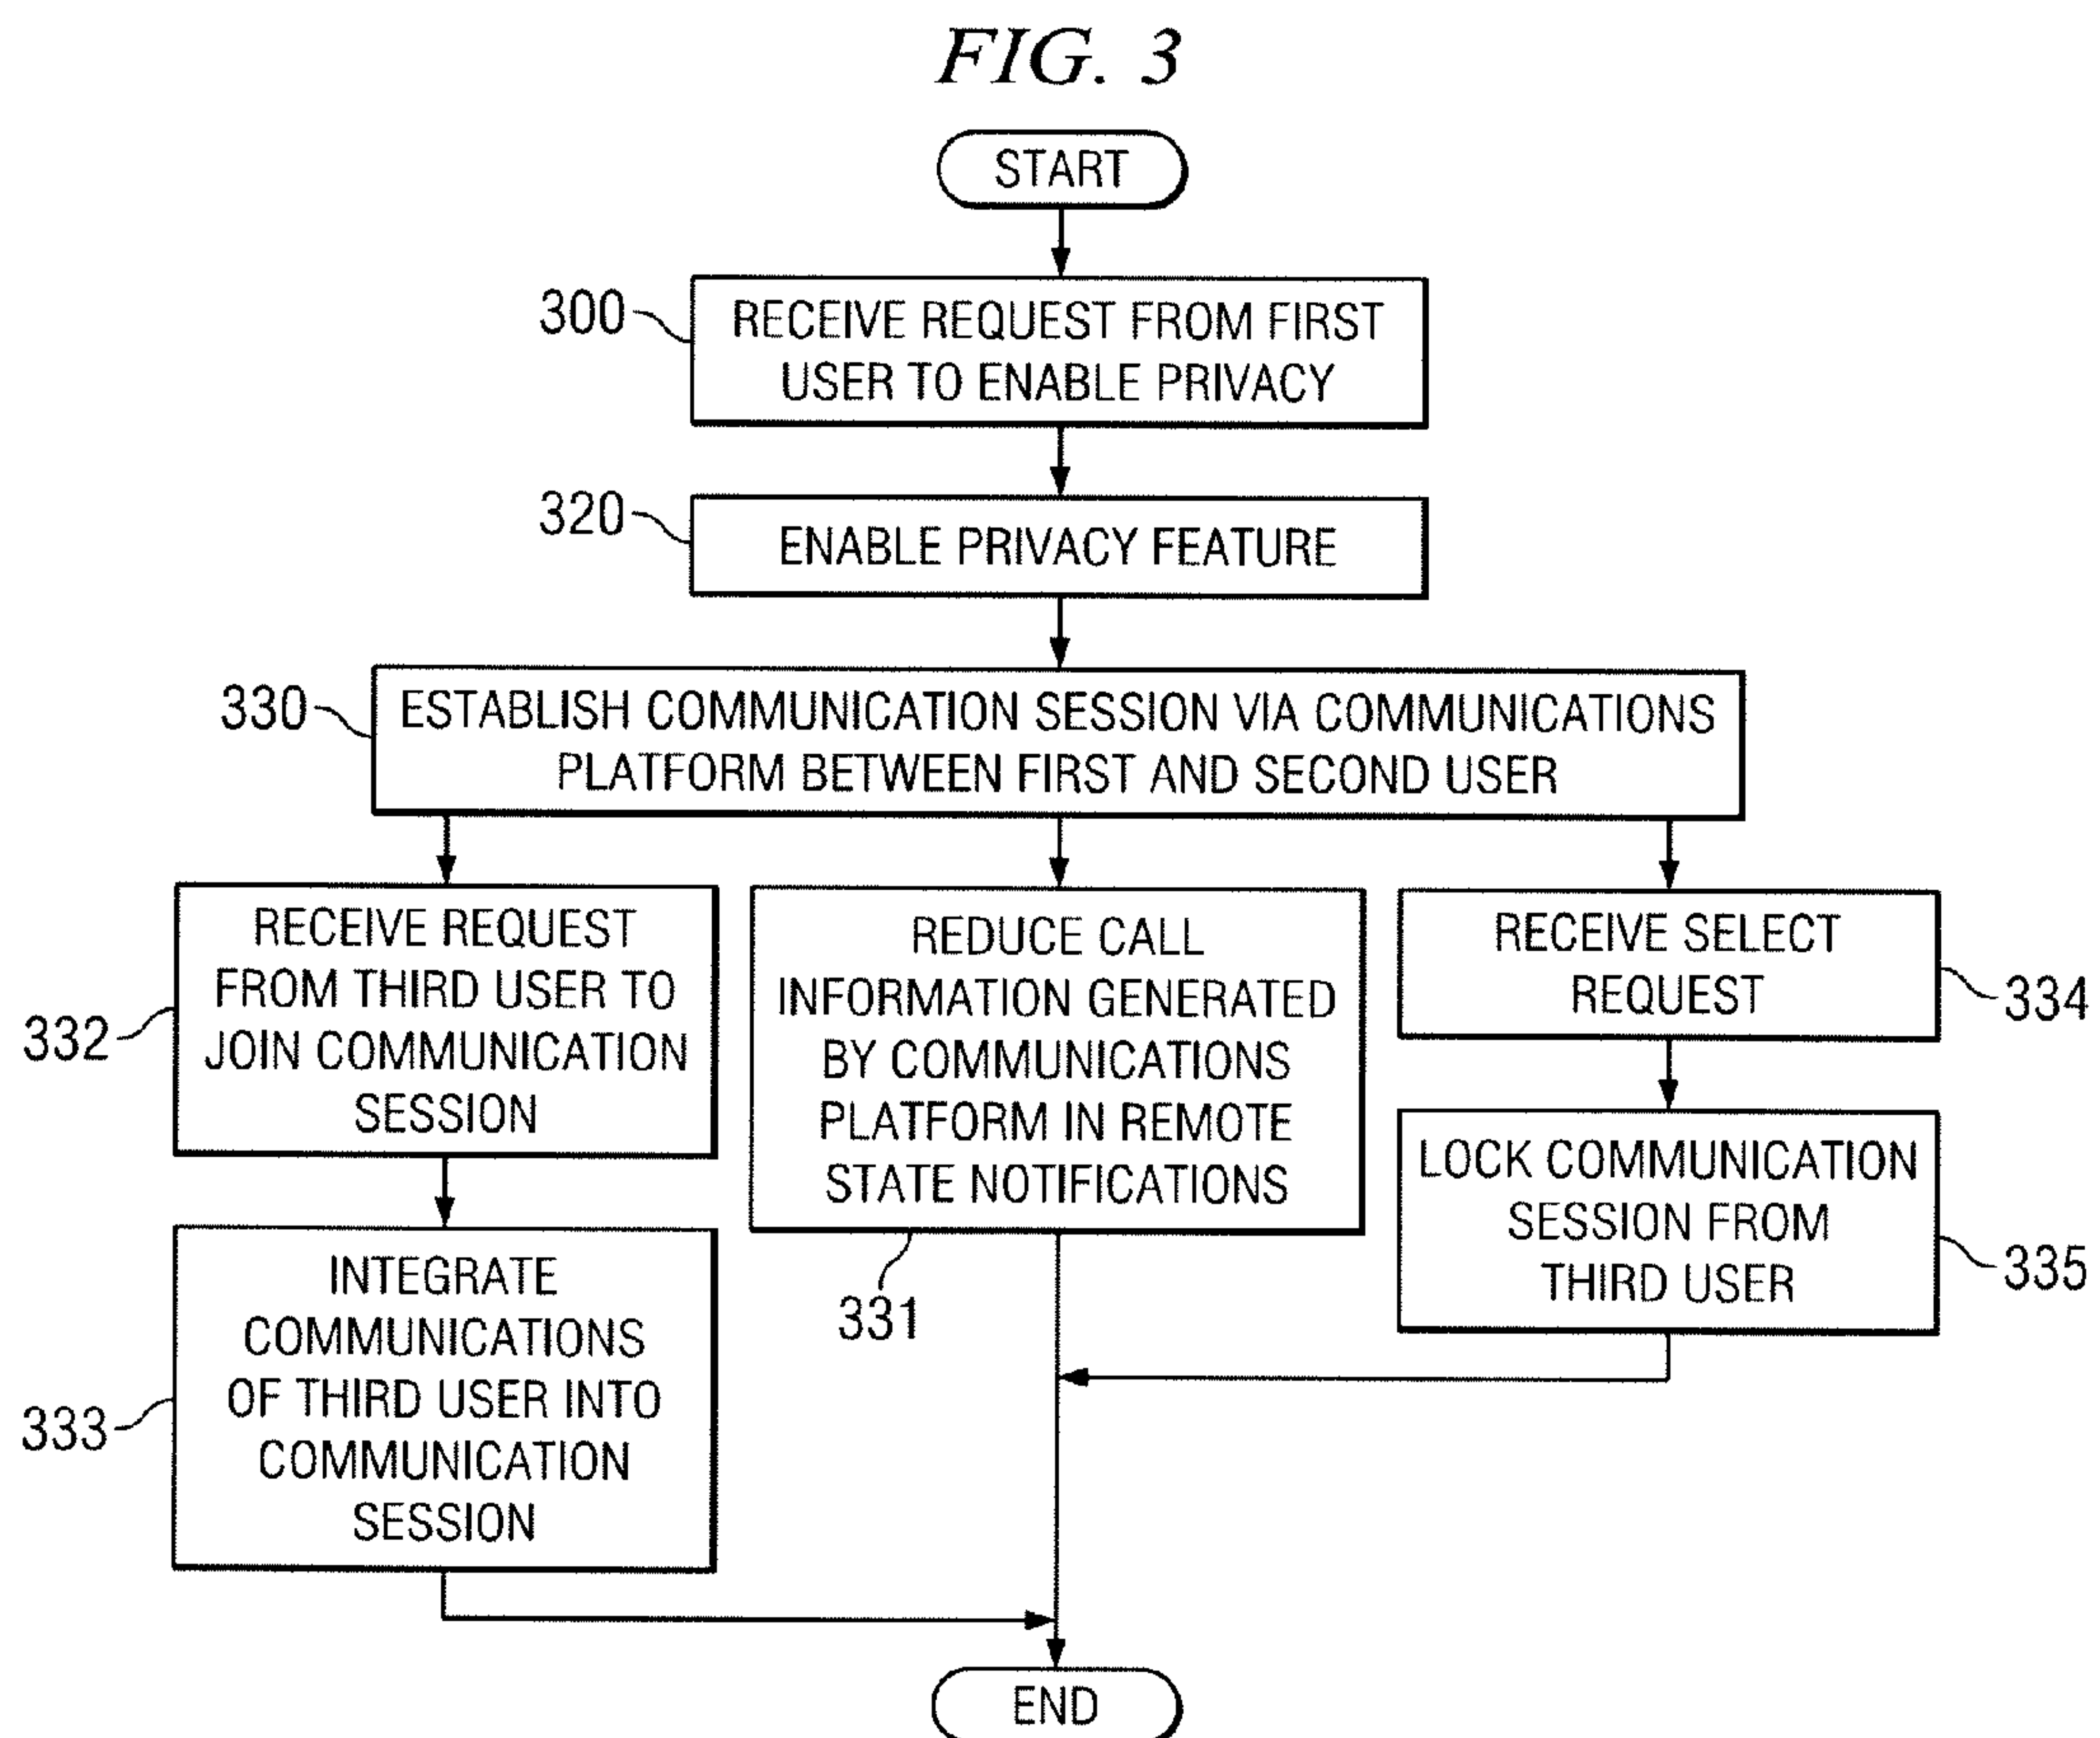 FIG. 3
START
300
RECEIVE REQUEST FROM FIRST
USER TO ENABLE PRIVACY
320
ENABLE PRIVACY FEATURE
330
ESTABLISH COMMUNICATION SESSION VIA COMMUNICATIONS
PLATFORM BETWEEN FIRST AND SECOND USER
332
RECEIVE REQUEST
FROM THIRD USER TO
JOIN COMMUNICATION
SESSION
REDUCE CALL
INFORMATION GENERATED
BY COMMUNICATIONS
PLATFORM IN REMOTE
STATE NOTIFICATIONS
331
RECEIVE SELECT
REQUEST
334
LOCK COMMUNICATION
SESSION FROM
THIRD USER
335
333
INTEGRATE
COMMUNICATIONS
OF THIRD USER INTO
COMMUNICATION
SESSION
END